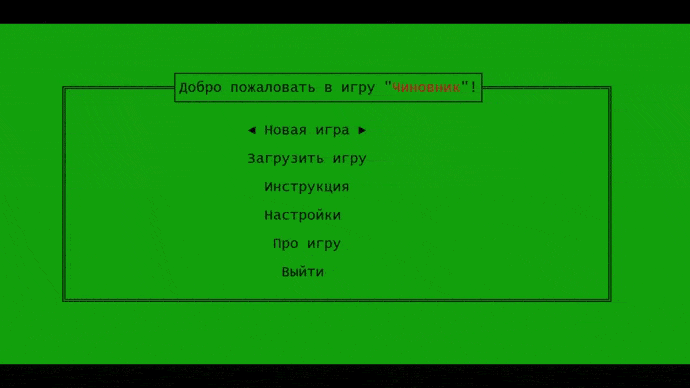 Добро пожаловать в игру "Чиновник"!
◄ Новая игра ►
Загрузить игру
Инструкция
Настройки
Про игру
Выйти